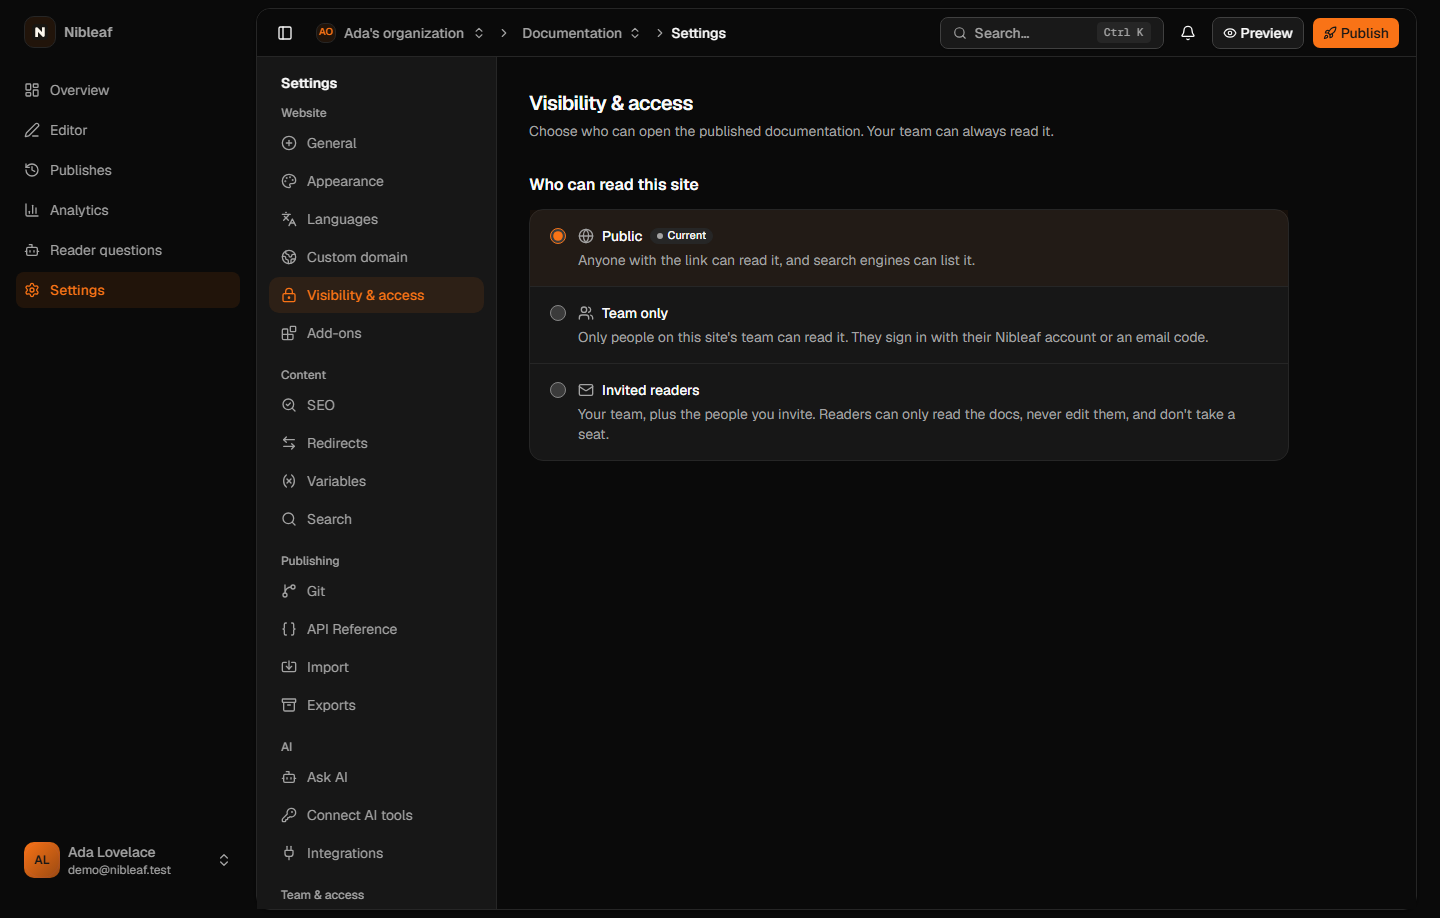 N Nibleaf
Overview
Editor
Publishes
Analytics
Reader questions
Settings
AL
Ada Lovelace
demo@nibleaf.test
AO Ada's organization
Documentation
Settings
Search...
Ctrl K
Preview
Publish
Settings
Website
General
Appearance
Languages
Custom domain
Visibility & access
Add-ons
Content
SEO
Redirects
Variables
Search
Publishing
Git
API Reference
Import
Exports
AI
Ask AI
Connect AI tools
Integrations
Team & access
Visibility & access
Choose who can open the published documentation. Your team can always read it.
Who can read this site
Public Current
Anyone with the link can read it, and search engines can list it.
Team only
Only people on this site's team can read it. They sign in with their Nibleaf account or an email code.
Invited readers
Your team, plus the people you invite. Readers can only read the docs, never edit them, and don't take a
seat.